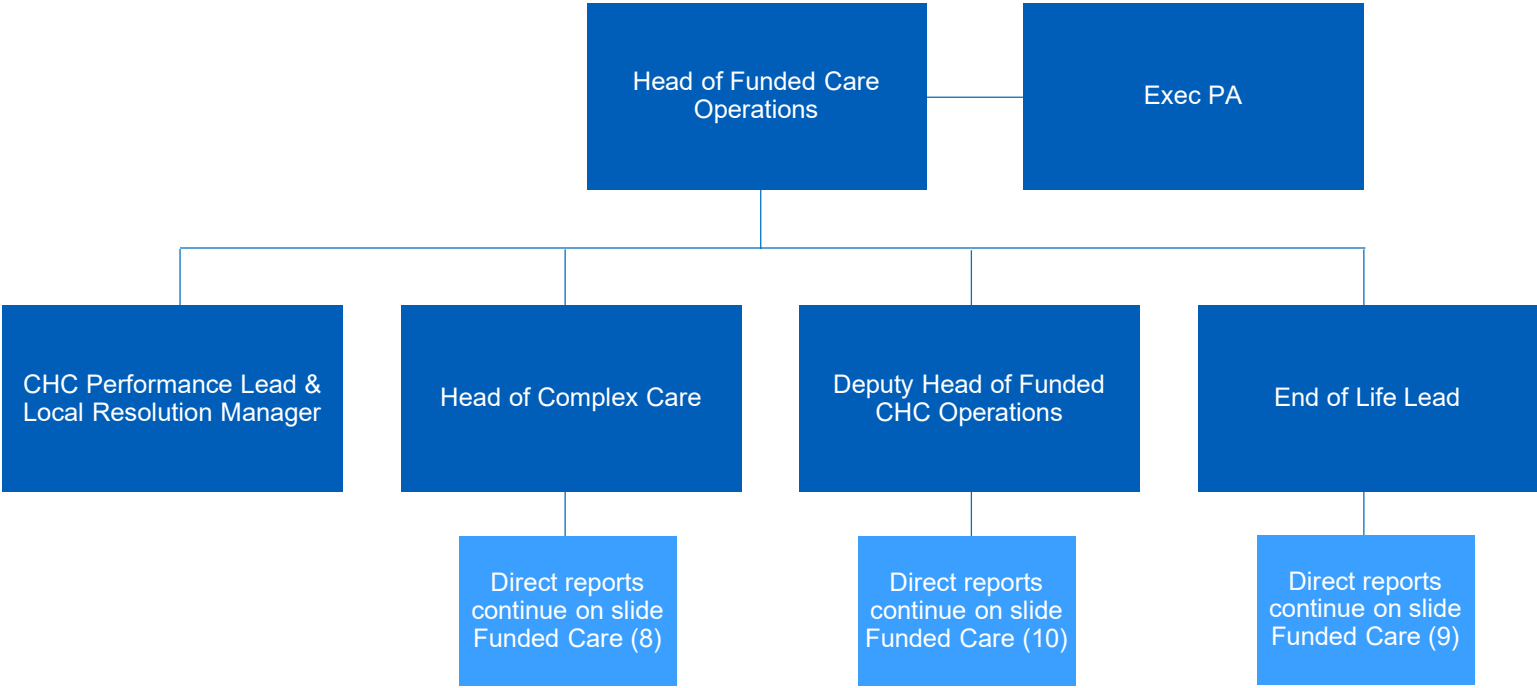 Head of Funded Care
Operations
Exec PA
CHC Performance Lead &
Local Resolution Manager
Head of Complex Care
Deputy Head of Funded
CHC Operations
End of Life Lead
Direct reports
continue on slide
Funded Care (8)
Direct reports
continue on slide
Funded Care (10)
Direct reports
continue on slide
Funded Care (9)